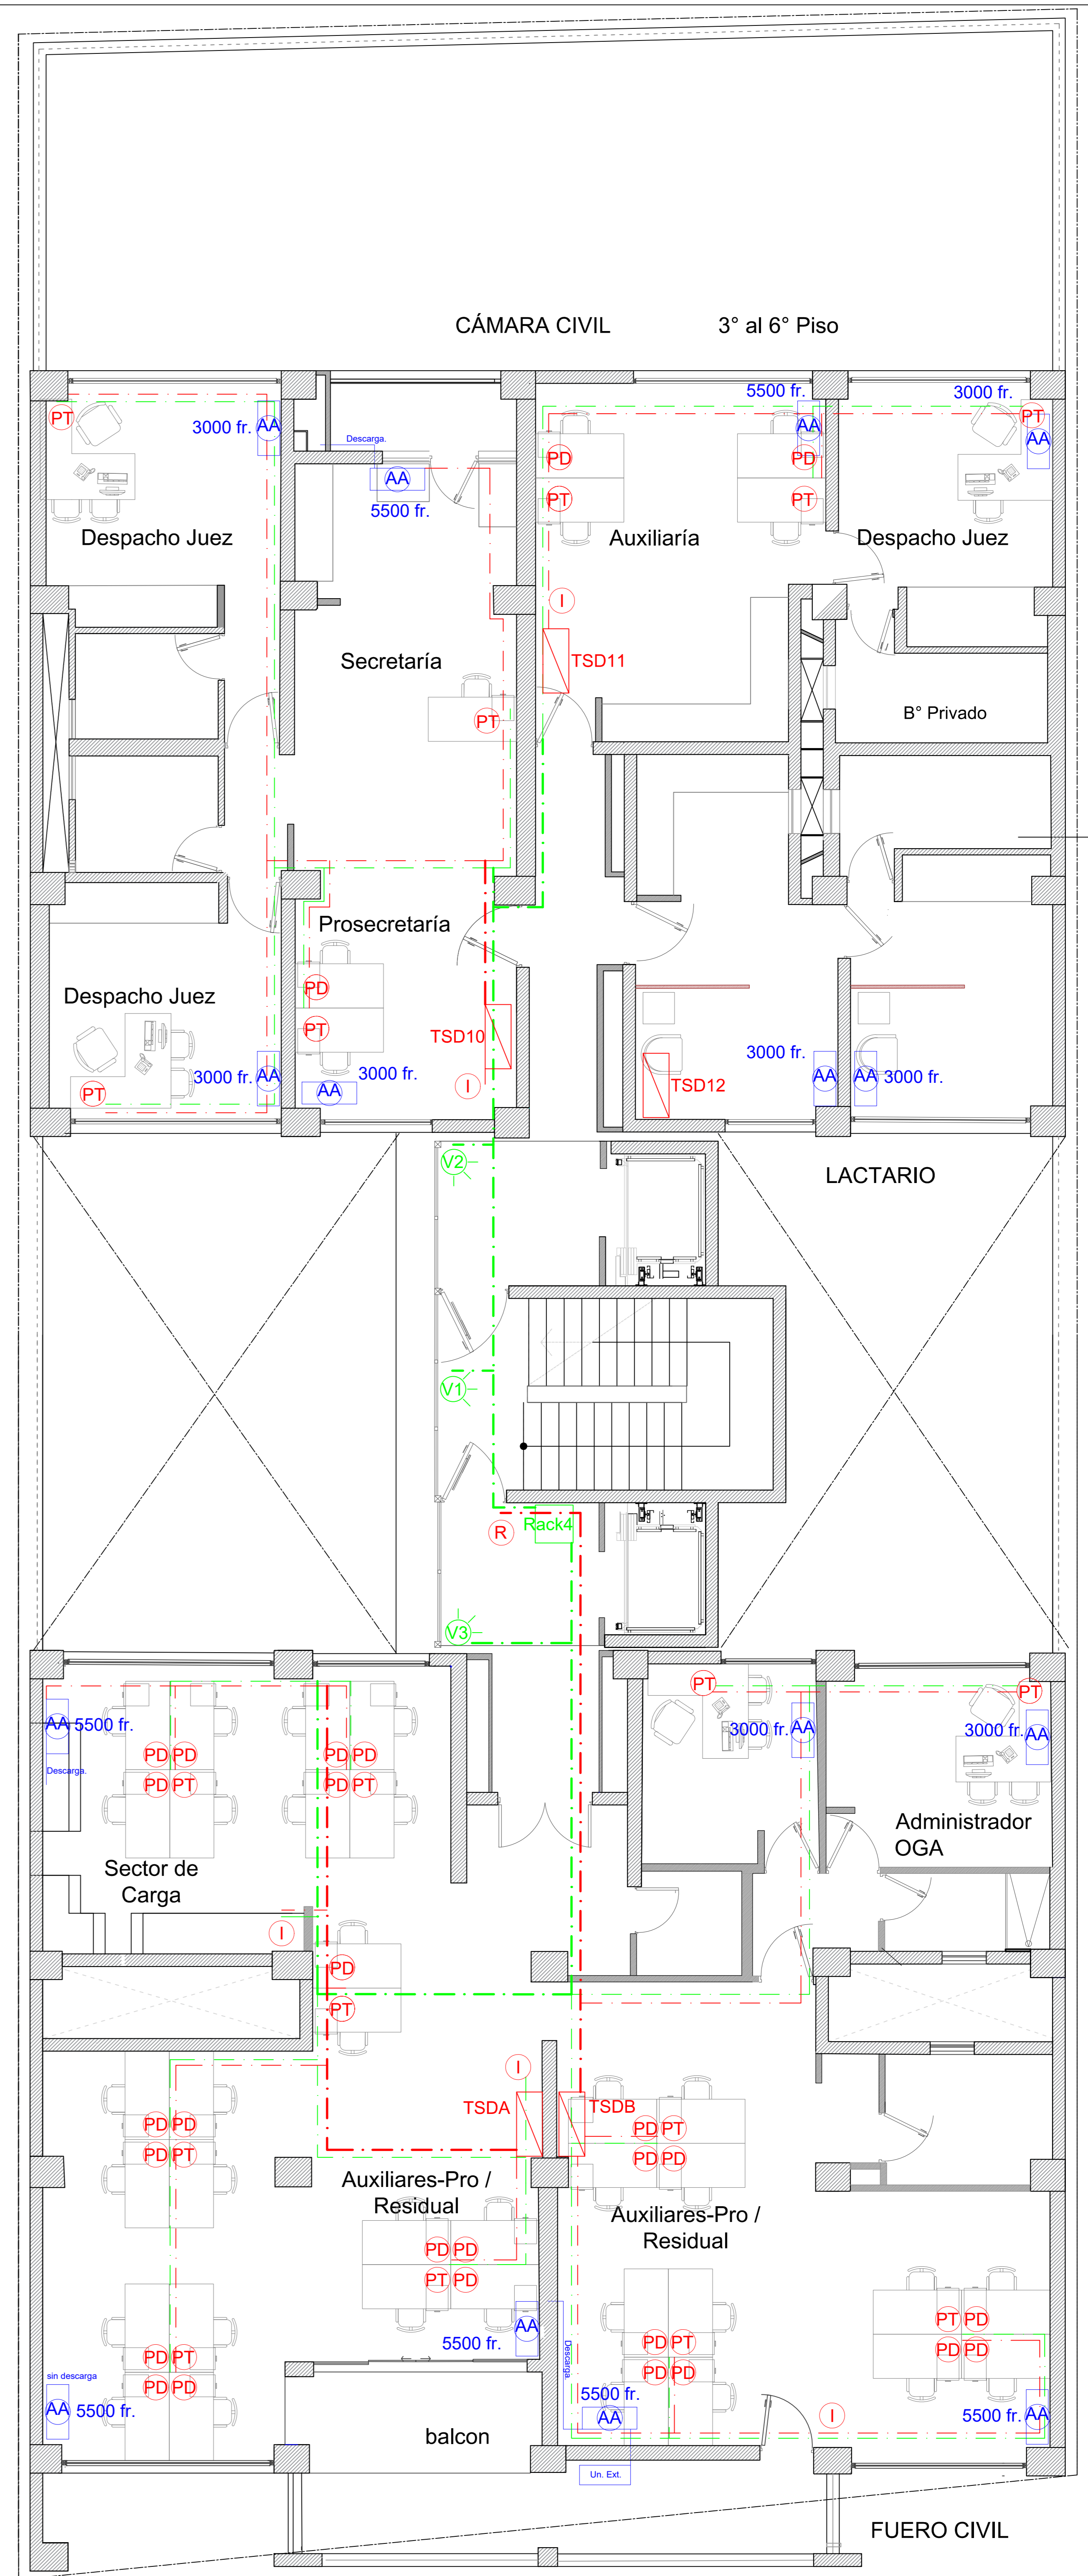 CÁMARA CIVIL 3° al 6° Piso
5500 fr.
3000 fr.
PT
3000 fr. AA
AA
PT
AA
Descarga.
AA
5500 fr.
PD
PD
PT
PT
Despacho Juez
Auxiliaría
Despacho Juez
I
Secretaría
TSD11
PT
B° Privado
Prosecretaría
PD
Despacho Juez
PT
TSD10
3000 fr.
3000 fr. AA
3000 fr.
AA
AA
3000 fr.
PT
AA
I
TSD12
V2
LACTARIO
V1
R
Rack4
V3
PT
PT
AA 5500 fr.
3000 fr. AA
3000 fr. AA
PD PD
PD PD
Descarga.
PD PT
PD PT
Administrador
OGA
Sector de
Carga
I
PD
PT
I
TSDA
TSDB
PD PD
PD PT
PD PT
PD PD
Auxiliares-Pro /
Residual
Auxiliares-Pro /
Residual
PD PD
PT PD
PT PD
PD PD
AA
5500 fr.
Descarga.
PD PT
PD PD
PD PT
PD PD
sin descarga
AA 5500 fr.
5500 fr.
AA
I
5500 fr. AA
balcon
Un. Ext.
FUERO CIVIL